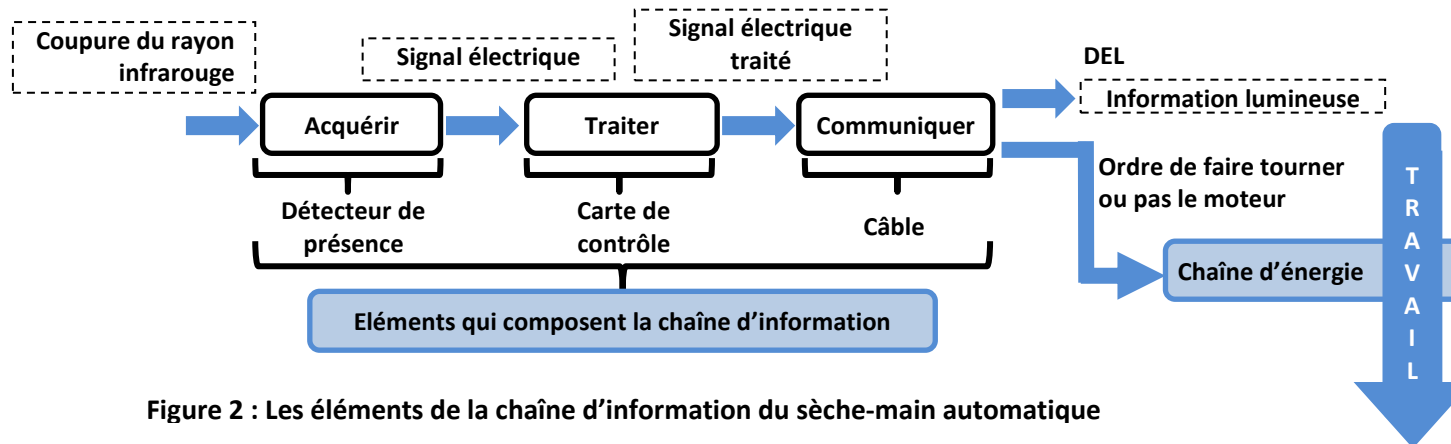 Coupure du rayon
infrarouge
Signal électrique
Signal électrique
traité
DEL
Information lumineuse
Acquérir
Traiter
Communiquer
Ordre de faire tourner
ou pas le moteur
Détecteur de
présence
Carte de
contrôle
Câble
Chaîne d’énergie
T
R
A
V
A
I
L
Eléments qui composent la chaîne d’information
Figure 2 : Les éléments de la chaîne d’information du sèche-main automatique